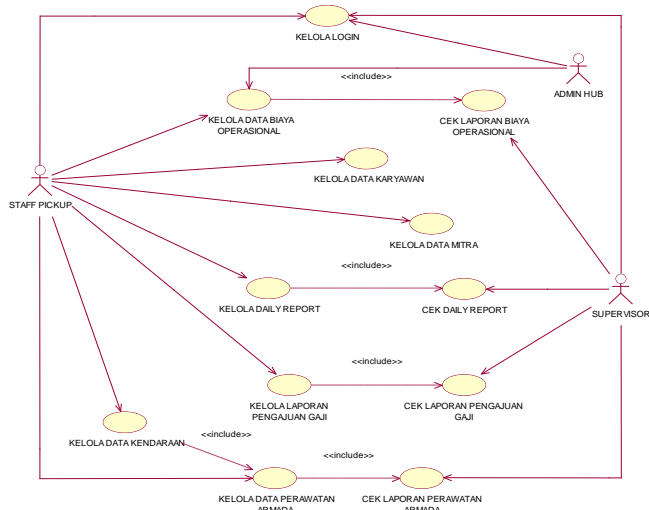 KELOLA LOGIN
ADMIN HUB
<<include>>
KELOLA DATA BIAYA
OPERASIONAL
CEK LAPORAN BIAYA
OPERASIONAL
KELOLA DATA KARYAWAN
STAFF PICKUP
KELOLA DATA MITRA
<<include>>
KELOLA DAILY REPORT
CEK DAILY REPORT
SUPERVISOR
<<include>>
KELOLA LAPORAN
PENGAJUAN GAJI
CEK LAPORAN PENGAJUAN
GAJI
KELOLA DATA KENDARAAN
<<include>>
<<include>>
KELOLA DATA PERAWATAN
ARMADA
CEK LAPORAN PERAWATAN
ARMADA